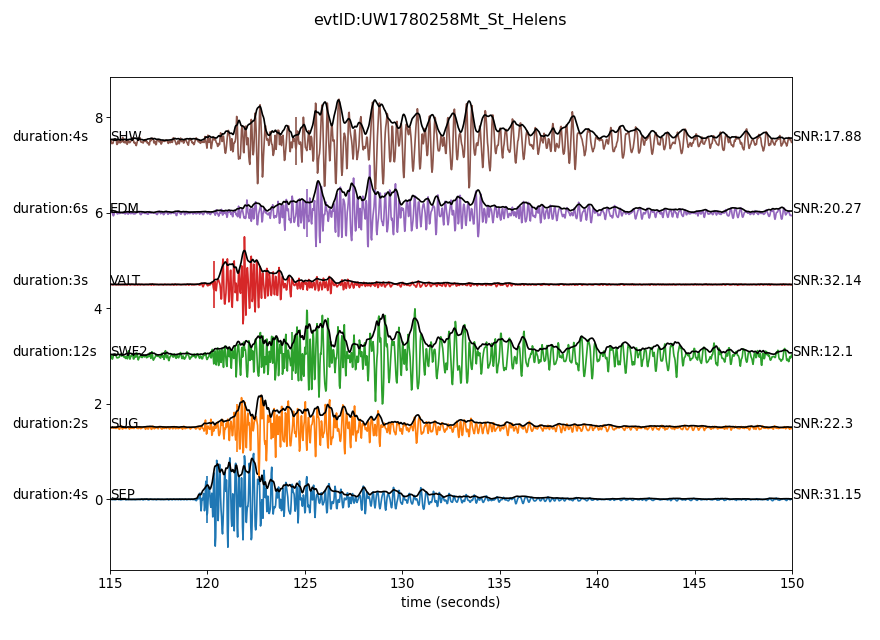 evtID:UW1780258Mt_St_Helens
8
duration:4s SHW SNR:17.88
duration:6s EDM SNR:20.27
6
duration:3s VALT SNR:32.14
4
duration:12s SWF2 SNR:12.1
2
duration:2s SUG SNR:22.3
duration:4s SEP SNR:31.15
0
115 120 125 130 135 140 145 150
time (seconds)